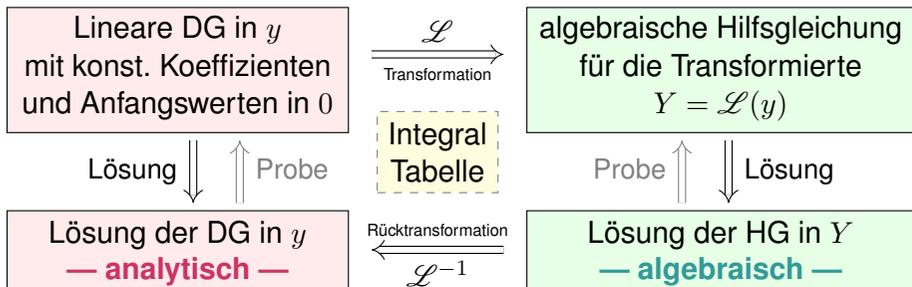 Lineare DG in y
mit konst. Koeffizienten
und Anfangswerten in 0
ℒ
Transformation
algebraische Hilfsgleichung
für die Transformierte
Y = ℒ(y)
Integral
Tabelle
Lösung
Probe
Probe
Lösung
Lösung der DG in y
— analytisch —
Rücktransformation
ℒ⁻¹
Lösung der HG in Y
— algebraisch —